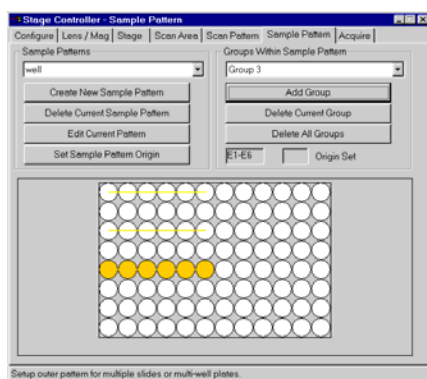 Stage Controller - Sample Pattern
Configure Lens / Mag Stage Scan Area Scan Pattern Sample Pattern Acquire
Sample Patterns
well
Create New Sample Pattern
Delete Current Sample Pattern
Edit Current Pattern
Set Sample Pattern Origin
Groups Within Sample Pattern
Group 3
Add Group
Delete Current Group
Delete All Groups
E1-E6 Origin Set
Setup outer pattern for multiple slides or multi-well plates.